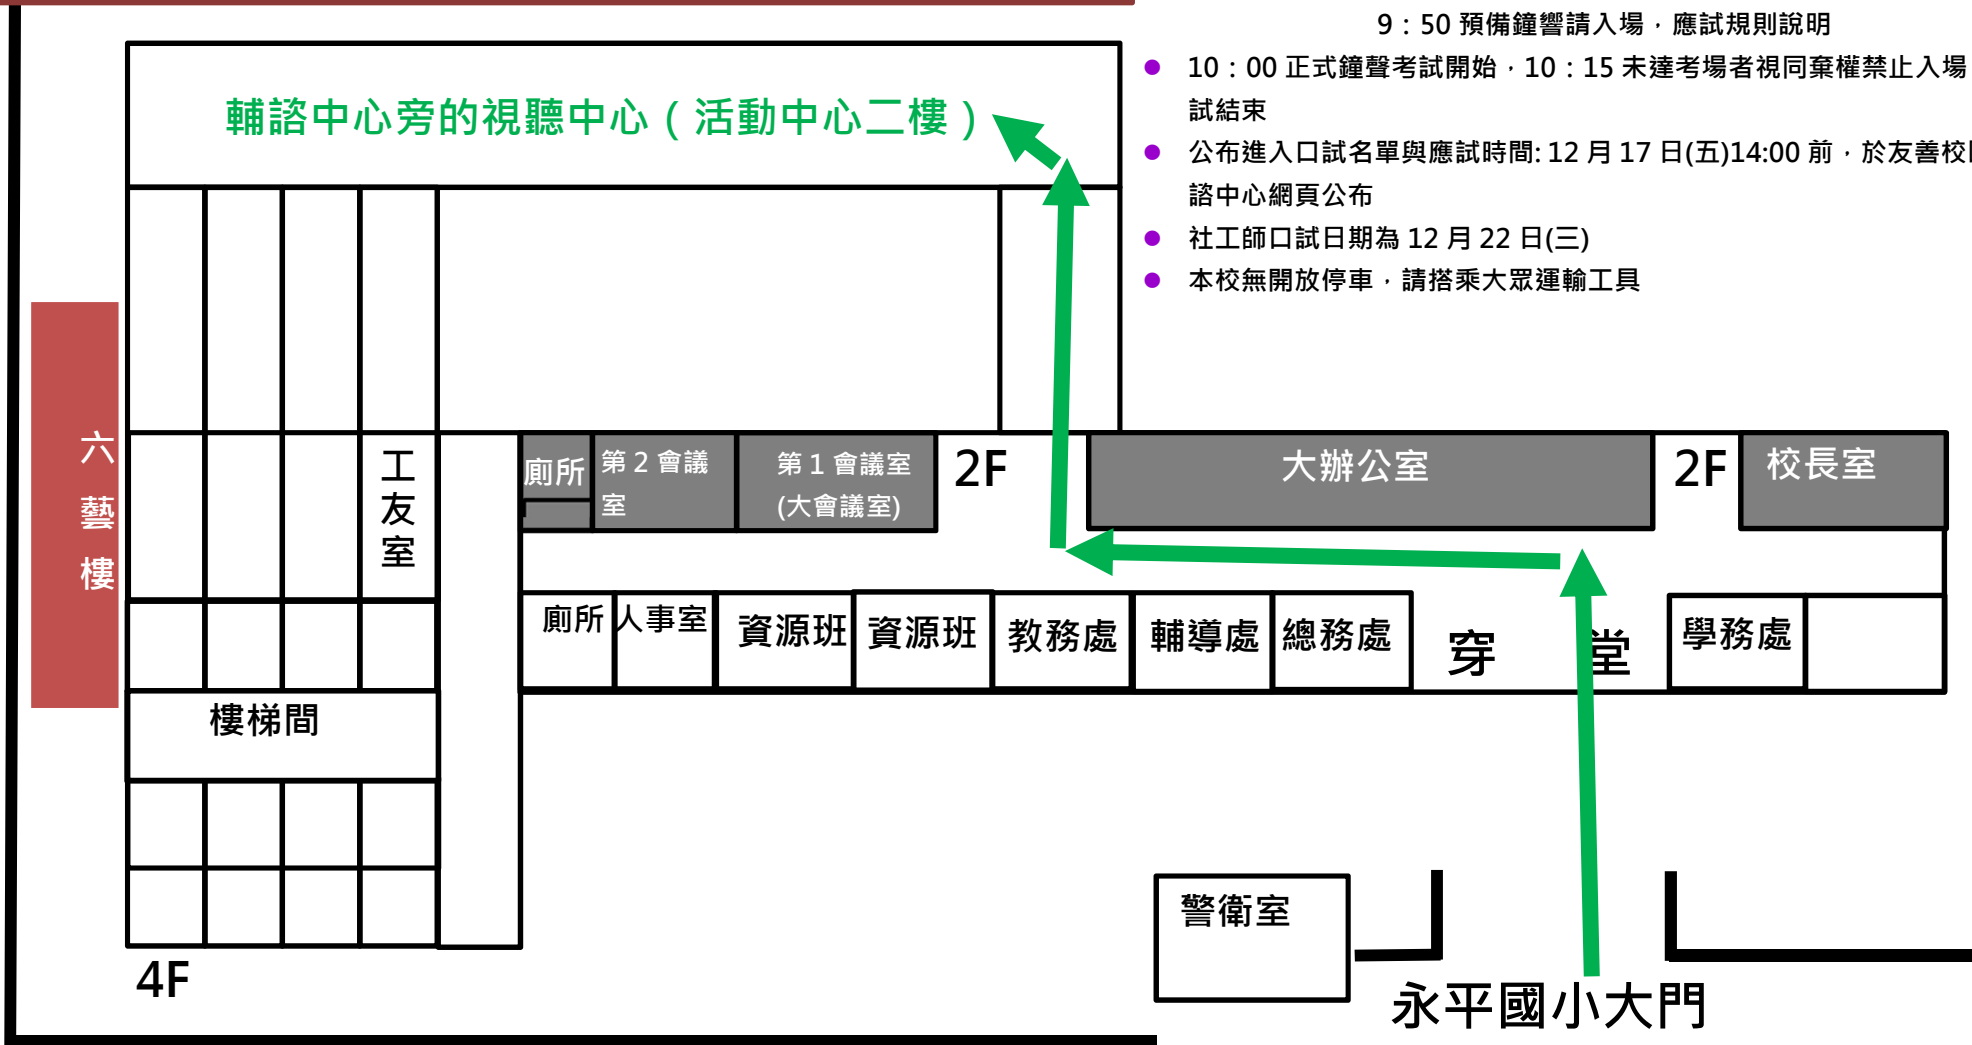 9：50 預備鐘響請入場，應試規則說明
● 10：00 正式鐘聲考試開始，10：15 未達考場者視同棄權禁止入場
試結束
● 公布進入口試名單與應試時間: 12 月 17 日(五)14:00 前，於友善校
諮中心網頁公布
● 社工師口試日期為 12 月 22 日(三)
● 本校無開放停車，請搭乘大眾運輸工具
輔諮中心旁的視聽中心（活動中心二樓）
六藝樓
工友室
廁所
第 2 會議
室
第 1 會議室
(大會議室)
2F
大辦公室
2F
校長室
廁所
人事室
資源班
資源班
教務處
輔導處
總務處
穿 堂
學務處
樓梯間
警衛室
4F
永平國小大門